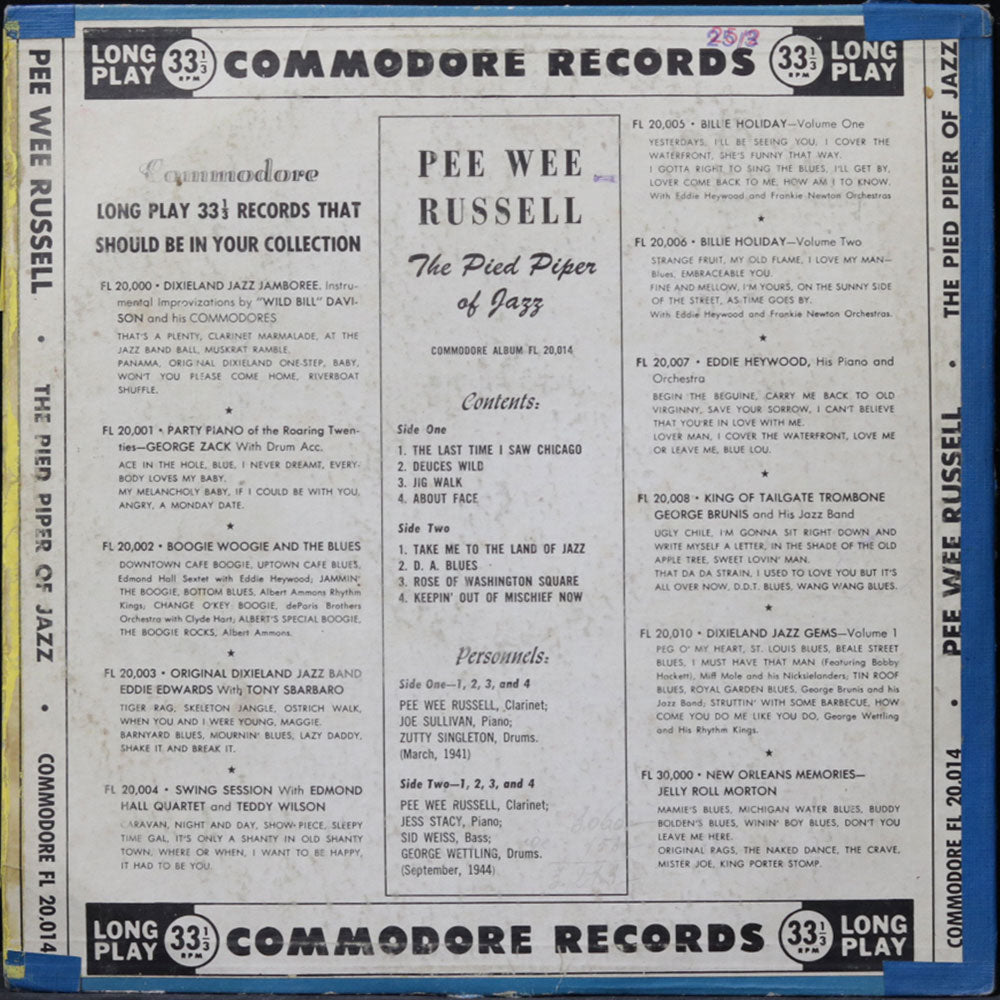 LONG PLAY 33 1/3 RPM COMMODORE RECORDS 33 1/3 RPM LONG PLAY
25/3
PEE WEE RUSSELL • THE PIED PIPER OF JAZZ • COMMODORE FL 20,014
Commodore
LONG PLAY 33 1/3 RECORDS THAT
SHOULD BE IN YOUR COLLECTION
FL 20,000 • DIXIELAND JAZZ JAMBOREE. Instru-
mental Improvizations by "WILD BILL" DAVI-
SON and his COMMODORES
THAT'S A PLENTY, CLARINET MARMALADE, AT THE
JAZZ BAND BALL, MUSKRAT RAMBLE.
PANAMA, ORIGINAL DIXIELAND ONE-STEP, BABY,
WON'T YOU PLEASE COME HOME, RIVERBOAT
SHUFFLE.
★
FL 20,001 • PARTY PIANO of the Roaring Twen-
ties—GEORGE ZACK With Drum Acc.
ACE IN THE HOLE, BLUE, I NEVER DREAMT, EVERY-
BODY LOVES MY BABY.
MY MELANCHOLY BABY, IF I COULD BE WITH YOU,
ANGRY, A MONDAY DATE.
★
FL 20,002 • BOOGIE WOOGIE AND THE BLUES
DOWNTOWN CAFE BOOGIE, UPTOWN CAFE BLUES,
Edmond Hall Sextet with Eddie Heywood; JAMMIN'
THE BOOGIE, BOTTOM BLUES, Albert Ammons Rhythm
Kings; CHANGE O'KEY BOOGIE, deParis Brothers
Orchestra with Clyde Hart; ALBERT'S SPECIAL BOOGIE,
THE BOOGIE ROCKS, Albert Ammons.
★
FL 20,003 • ORIGINAL DIXIELAND JAZZ BAND
EDDIE EDWARDS With TONY SBARBARO
TIGER RAG, SKELETON JANGLE, OSTRICH WALK,
WHEN YOU AND I WERE YOUNG, MAGGIE.
BARNYARD BLUES, MOURNIN' BLUES, LAZY DADDY,
SHAKE IT AND BREAK IT.
★
FL 20,004 • SWING SESSION With EDMOND
HALL QUARTET and TEDDY WILSON
CARAVAN, NIGHT AND DAY, SHOW-PIECE, SLEEPY
TIME GAL, IT'S ONLY A SHANTY IN OLD SHANTY
TOWN, WHERE OR WHEN, I WANT TO BE HAPPY,
IT HAD TO BE YOU.
PEE WEE
RUSSELL
The Pied Piper
of Jazz
COMMODORE ALBUM FL 20,014
Contents:
Side One
1. THE LAST TIME I SAW CHICAGO
2. DEUCES WILD
3. JIG WALK
4. ABOUT FACE
Side Two
1. TAKE ME TO THE LAND OF JAZZ
2. D. A. BLUES
3. ROSE OF WASHINGTON SQUARE
4. KEEPIN' OUT OF MISCHIEF NOW
Personnels:
Side One—1, 2, 3, and 4
PEE WEE RUSSELL, Clarinet;
JOE SULLIVAN, Piano;
ZUTTY SINGLETON, Drums.
(March, 1941)
Side Two—1, 2, 3, and 4
PEE WEE RUSSELL, Clarinet;
JESS STACY, Piano;
SID WEISS, Bass;
GEORGE WETTLING, Drums.
(September, 1944)
FL 20,005 • BILLIE HOLIDAY—Volume One
YESTERDAYS, I'LL BE SEEING YOU, I COVER THE
WATERFRONT, SHE'S FUNNY THAT WAY.
I GOTTA RIGHT TO SING THE BLUES, I'LL GET BY,
LOVER COME BACK TO ME, HOW AM I TO KNOW.
With Eddie Heywood and Frankie Newton Orchestras
★
FL 20,006 • BILLIE HOLIDAY—Volume Two
STRANGE FRUIT, MY OLD FLAME, I LOVE MY MAN—
Blues, EMBRACEABLE YOU.
FINE AND MELLOW, I'M YOURS, ON THE SUNNY SIDE
OF THE STREET, AS TIME GOES BY.
With Eddie Heywood and Frankie Newton Orchestras.
★
FL 20,007 • EDDIE HEYWOOD, His Piano and
Orchestra
BEGIN THE BEGUINE, CARRY ME BACK TO OLD
VIRGINNY, SAVE YOUR SORROW, I CAN'T BELIEVE
THAT YOU'RE IN LOVE WITH ME.
LOVER MAN, I COVER THE WATERFRONT, LOVE ME
OR LEAVE ME, BLUE LOU.
★
FL 20,008 • KING OF TAILGATE TROMBONE
GEORGE BRUNIS and His Jazz Band
UGLY CHILE, I'M GONNA SIT RIGHT DOWN AND
WRITE MYSELF A LETTER, IN THE SHADE OF THE OLD
APPLE TREE, SWEET LOVIN' MAN.
THAT DA DA STRAIN, I USED TO LOVE YOU BUT IT'S
ALL OVER NOW, D.D.T. BLUES, WANG WANG BLUES.
★
FL 20,010 • DIXIELAND JAZZ GEMS—Volume 1
PEG O' MY HEART, ST. LOUIS BLUES, BEALE STREET
BLUES, I MUST HAVE THAT MAN (Featuring Bobby
Hackett), Miff Mole and his Nicksielanders; TIN ROOF
BLUES, ROYAL GARDEN BLUES, George Brunis and his
Jazz Band; STRUTTIN' WITH SOME BARBECUE, HOW
COME YOU DO ME LIKE YOU DO, George Wettling
and His Rhythm Kings.
★
FL 30,000 • NEW ORLEANS MEMORIES—
JELLY ROLL MORTON
MAMIE'S BLUES, MICHIGAN WATER BLUES, BUDDY
BOLDEN'S BLUES, WININ' BOY BLUES, DON'T YOU
LEAVE ME HERE.
ORIGINAL RAGS, THE NAKED DANCE, THE CRAVE,
MISTER JOE, KING PORTER STOMP.
COMMODORE FL 20,014 • PEE WEE RUSSELL • THE PIED PIPER OF JAZZ
LONG PLAY 33 1/3 RPM COMMODORE RECORDS 33 1/3 RPM LONG PLAY